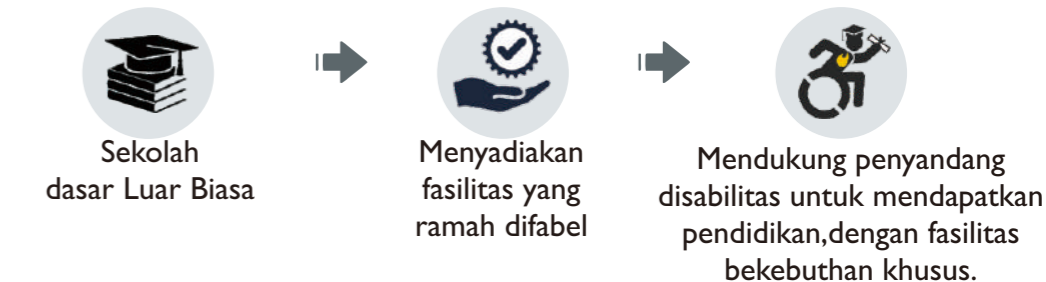 Sekolah
dasar Luar Biasa
Menyadiakan
fasilitas yang
ramah difabel
Mendukung penyandang
disabilitas untuk mendapatkan
pendidikan,dengan fasilitas
bekebuthan khusus.